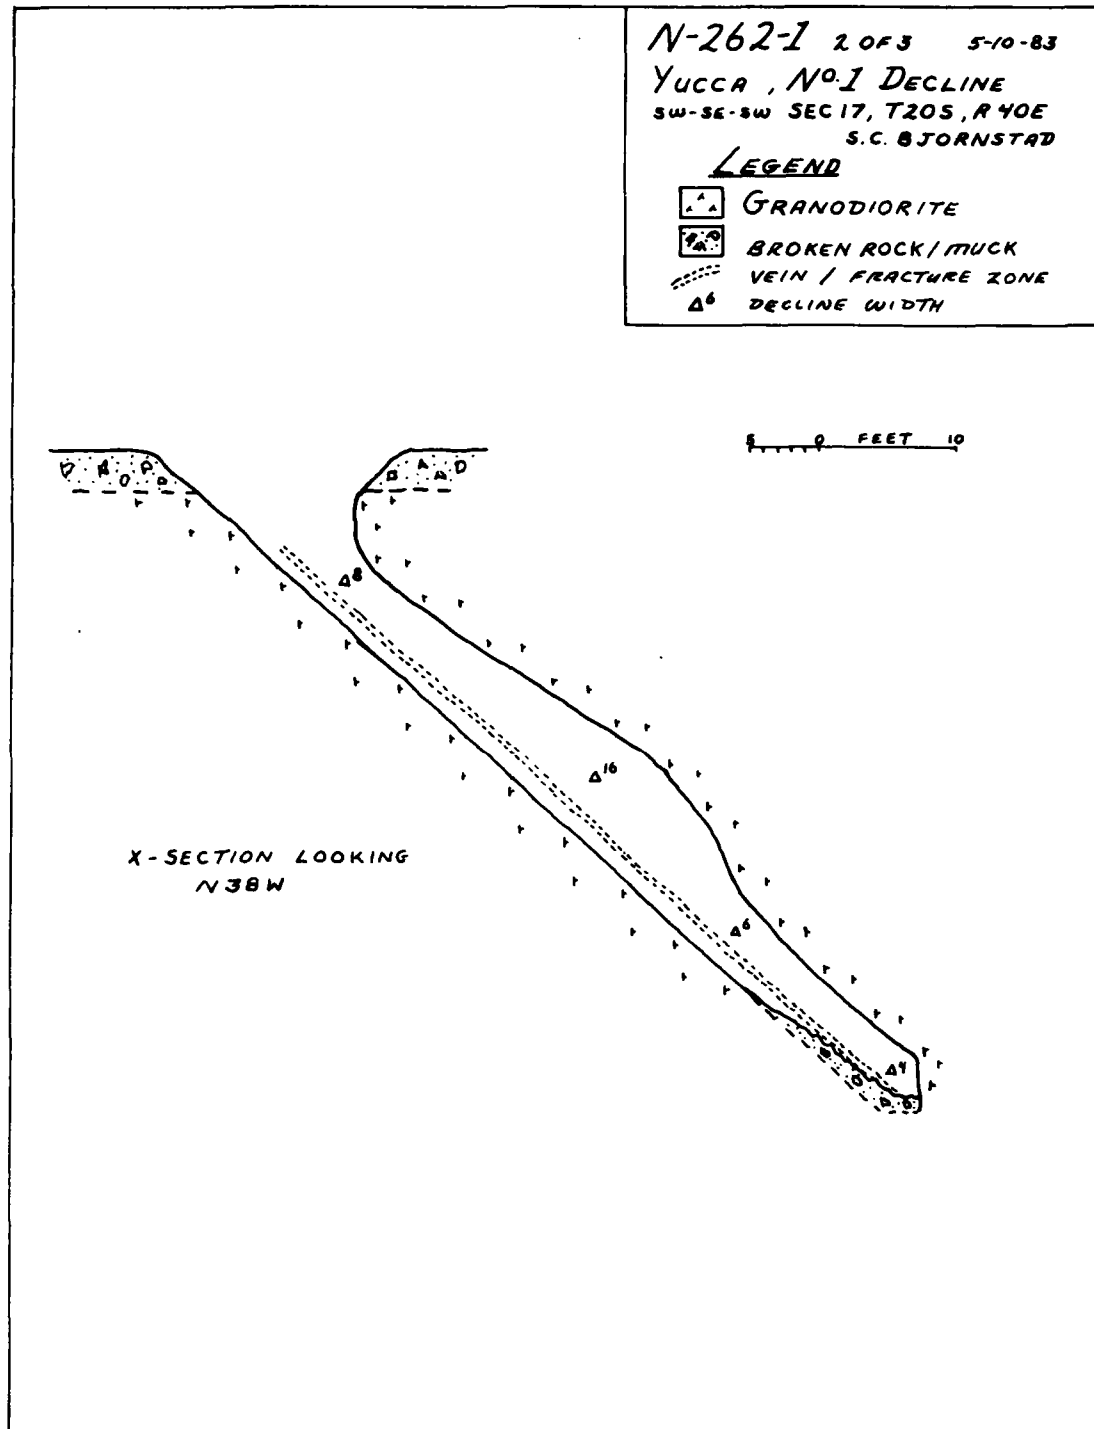 N-262-1 2 OF 3 5-10-83
YUCCA, No.1 DECLINE
SW-SE-SW SEC 17, T20S, R40E
S.C. BJORNSTAD
LEGEND
GRANODIORITE
BROKEN ROCK/MUCK
VEIN / FRACTURE ZONE
Δ6 DECLINE WIDTH
5 0 FEET 10
Δ8
Δ16
X-SECTION LOOKING
N38W
Δ6
Δ4